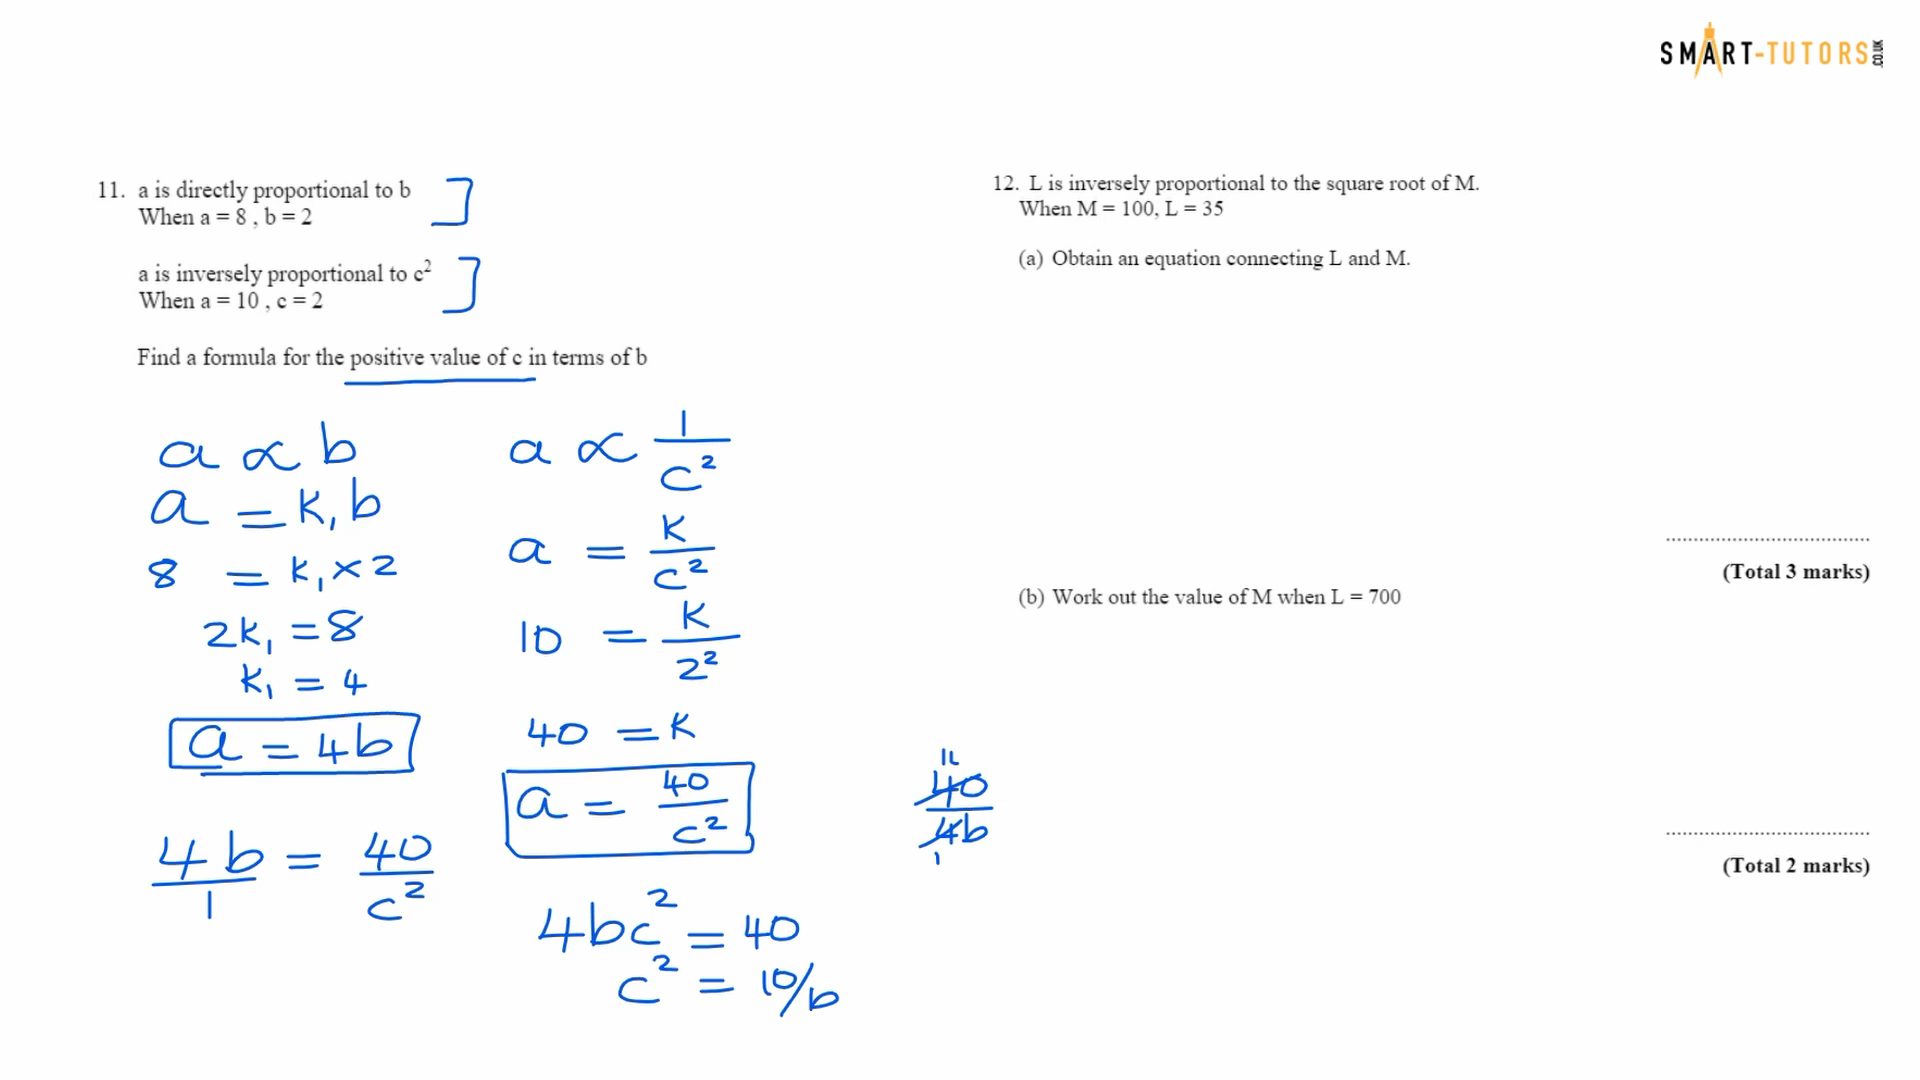 SMART-TUTORS.CO.UK
11. a is directly proportional to b
When a = 8 , b = 2
a is inversely proportional to c²
When a = 10 , c = 2
Find a formula for the positive value of c in terms of b
a ∝ b
a = K₁b
8 = K₁ × 2
2K₁ = 8
K₁ = 4
a = 4b
4b/1 = 40/c²
a ∝ 1/c²
a = K/c²
10 = K/2²
40 = K
a = 40/c²
4bc² = 40
c² = 10/b
40/4b
1
12. L is inversely proportional to the square root of M.
When M = 100, L = 35
(a) Obtain an equation connecting L and M.
....................................
(Total 3 marks)
(b) Work out the value of M when L = 700
....................................
(Total 2 marks)